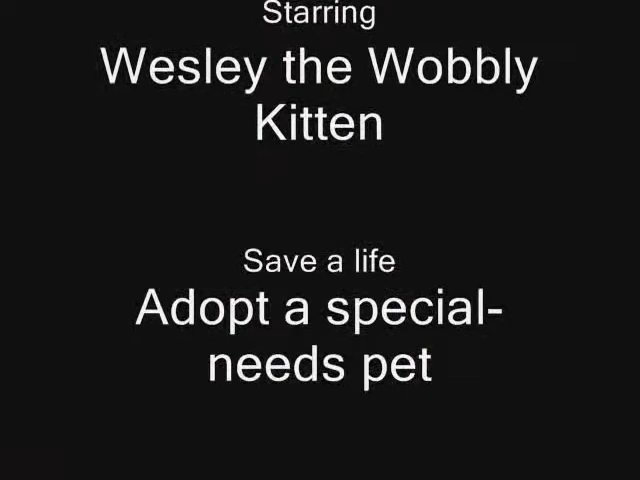 Starring
Wesley the Wobbly
Kitten
Save a life
Adopt a special-
needs pet